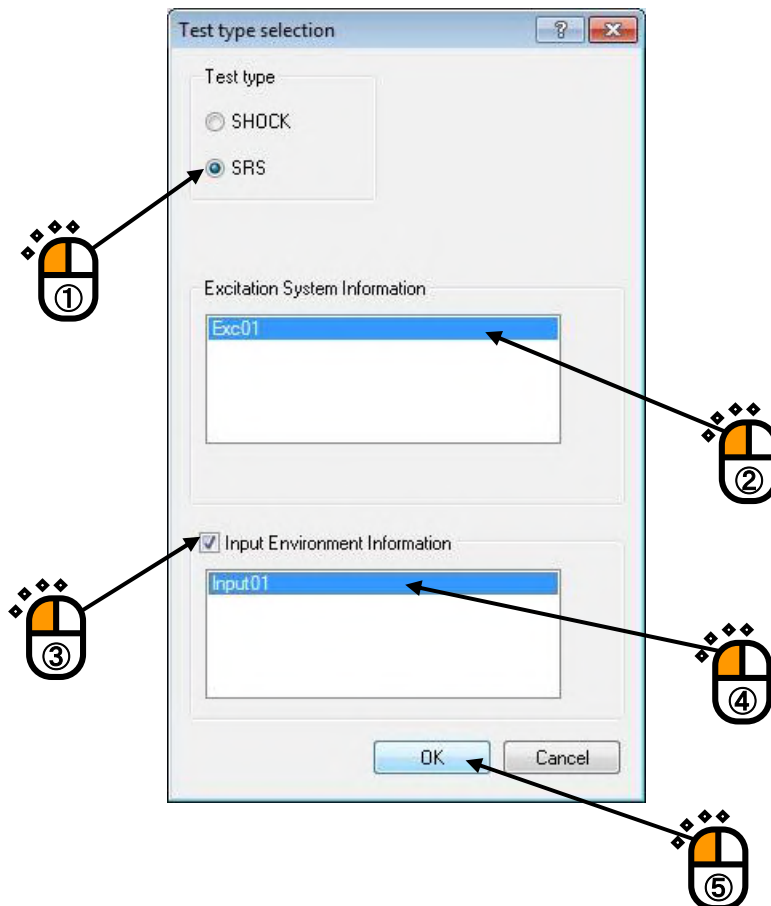 Test type selection
Test type
SHOCK
SRS
①
Excitation System Information
Exc01
②
Input Environment Information
Input01
③
④
OK Cancel
⑤